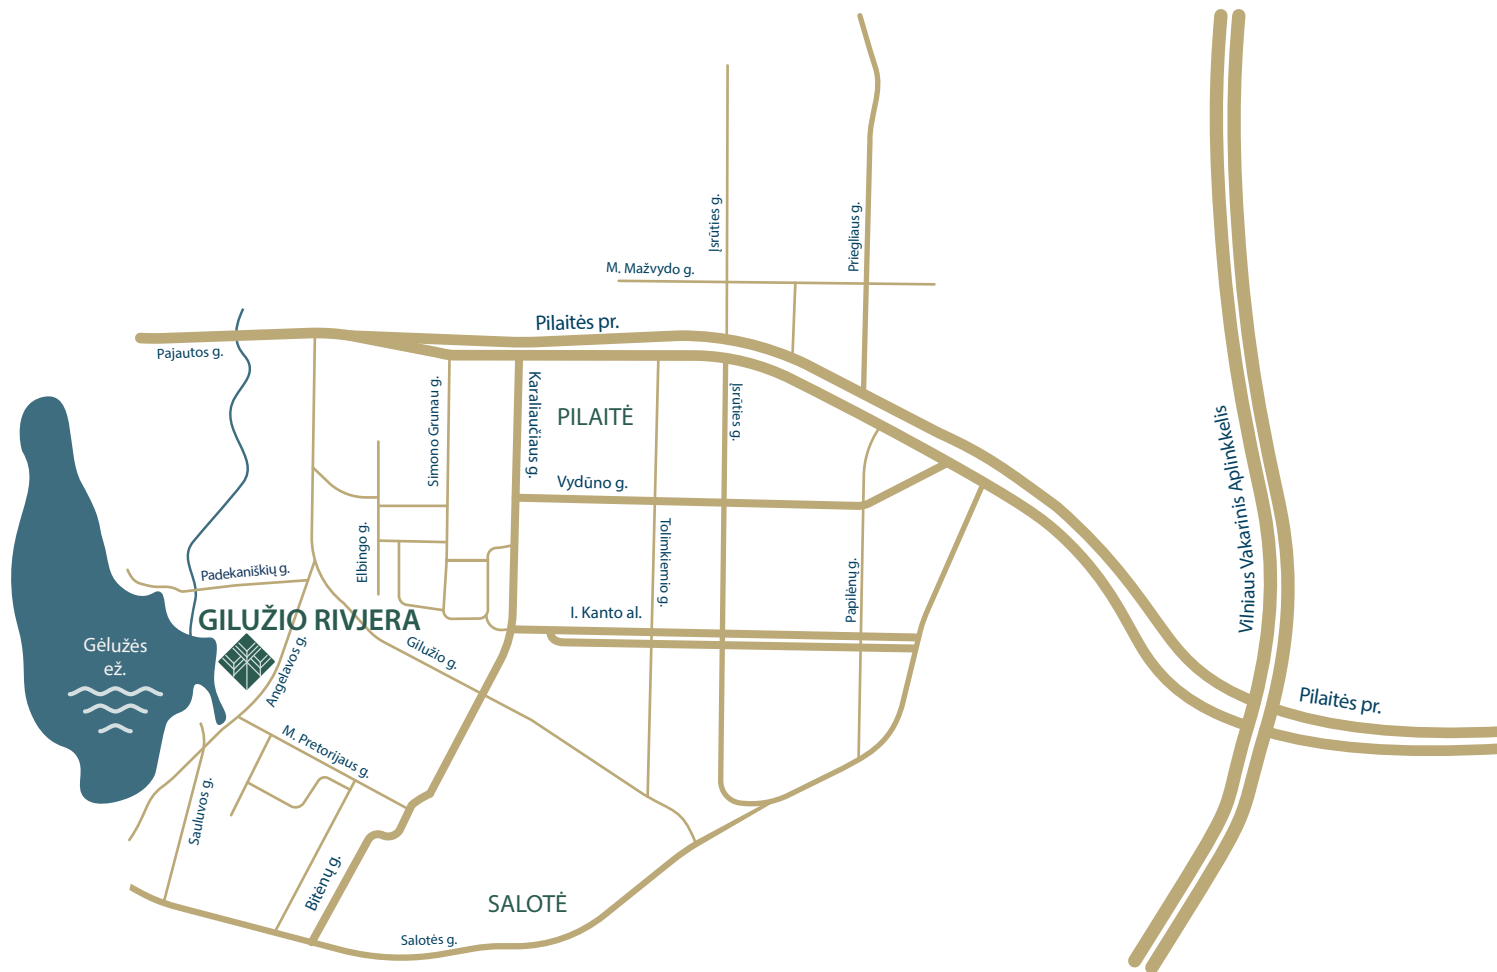 Įsrūties g.
Priegliaus g.
M. Mažvydo g.
Pilaitės pr.
Pajautos g.
Simono Grunau g.
Karaliaučiaus g.
PILAITĖ
Įsrūties g.
Vilniaus Vakarinis Aplinkkelis
Vydūno g.
Elbingo g.
Tolimkiemio g.
Papilėnų g.
Padekaniškių g.
GILUŽIO RIVJERA
I. Kanto al.
Gėlužės
ež.
Gilužio g.
Angelavos g.
Pilaitės pr.
M. Pretorijaus g.
Sauluvos g.
Bitėnų g.
SALOTĖ
Salotės g.